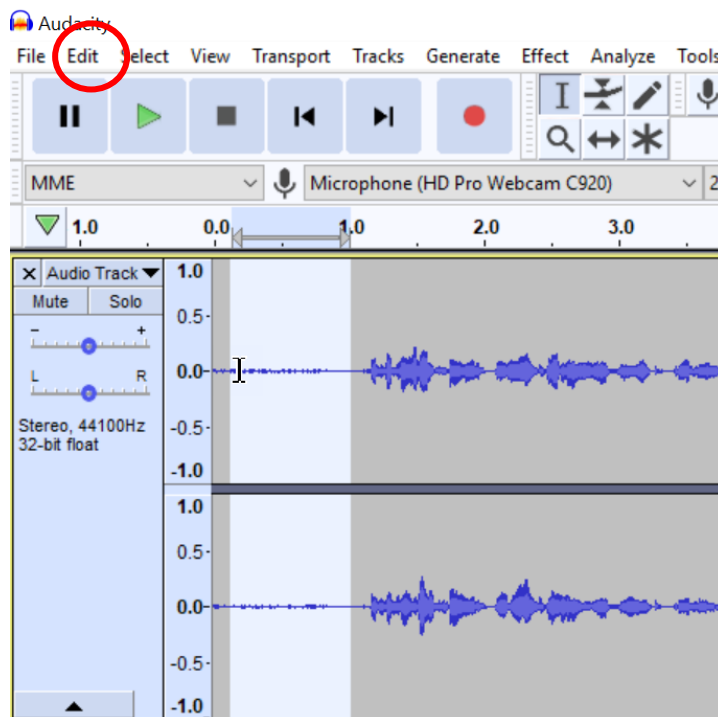 Audacity
File Edit Select View Transport Tracks Generate Effect Analyze Tools
MME Microphone (HD Pro Webcam C920) 2
1.0 0.0 1.0 2.0 3.0
Audio Track 1.0
Mute Solo
0.5
- +
0.0
L R
Stereo, 44100Hz
-0.5
32-bit float
-1.0
1.0
0.5
0.0
-0.5
-1.0